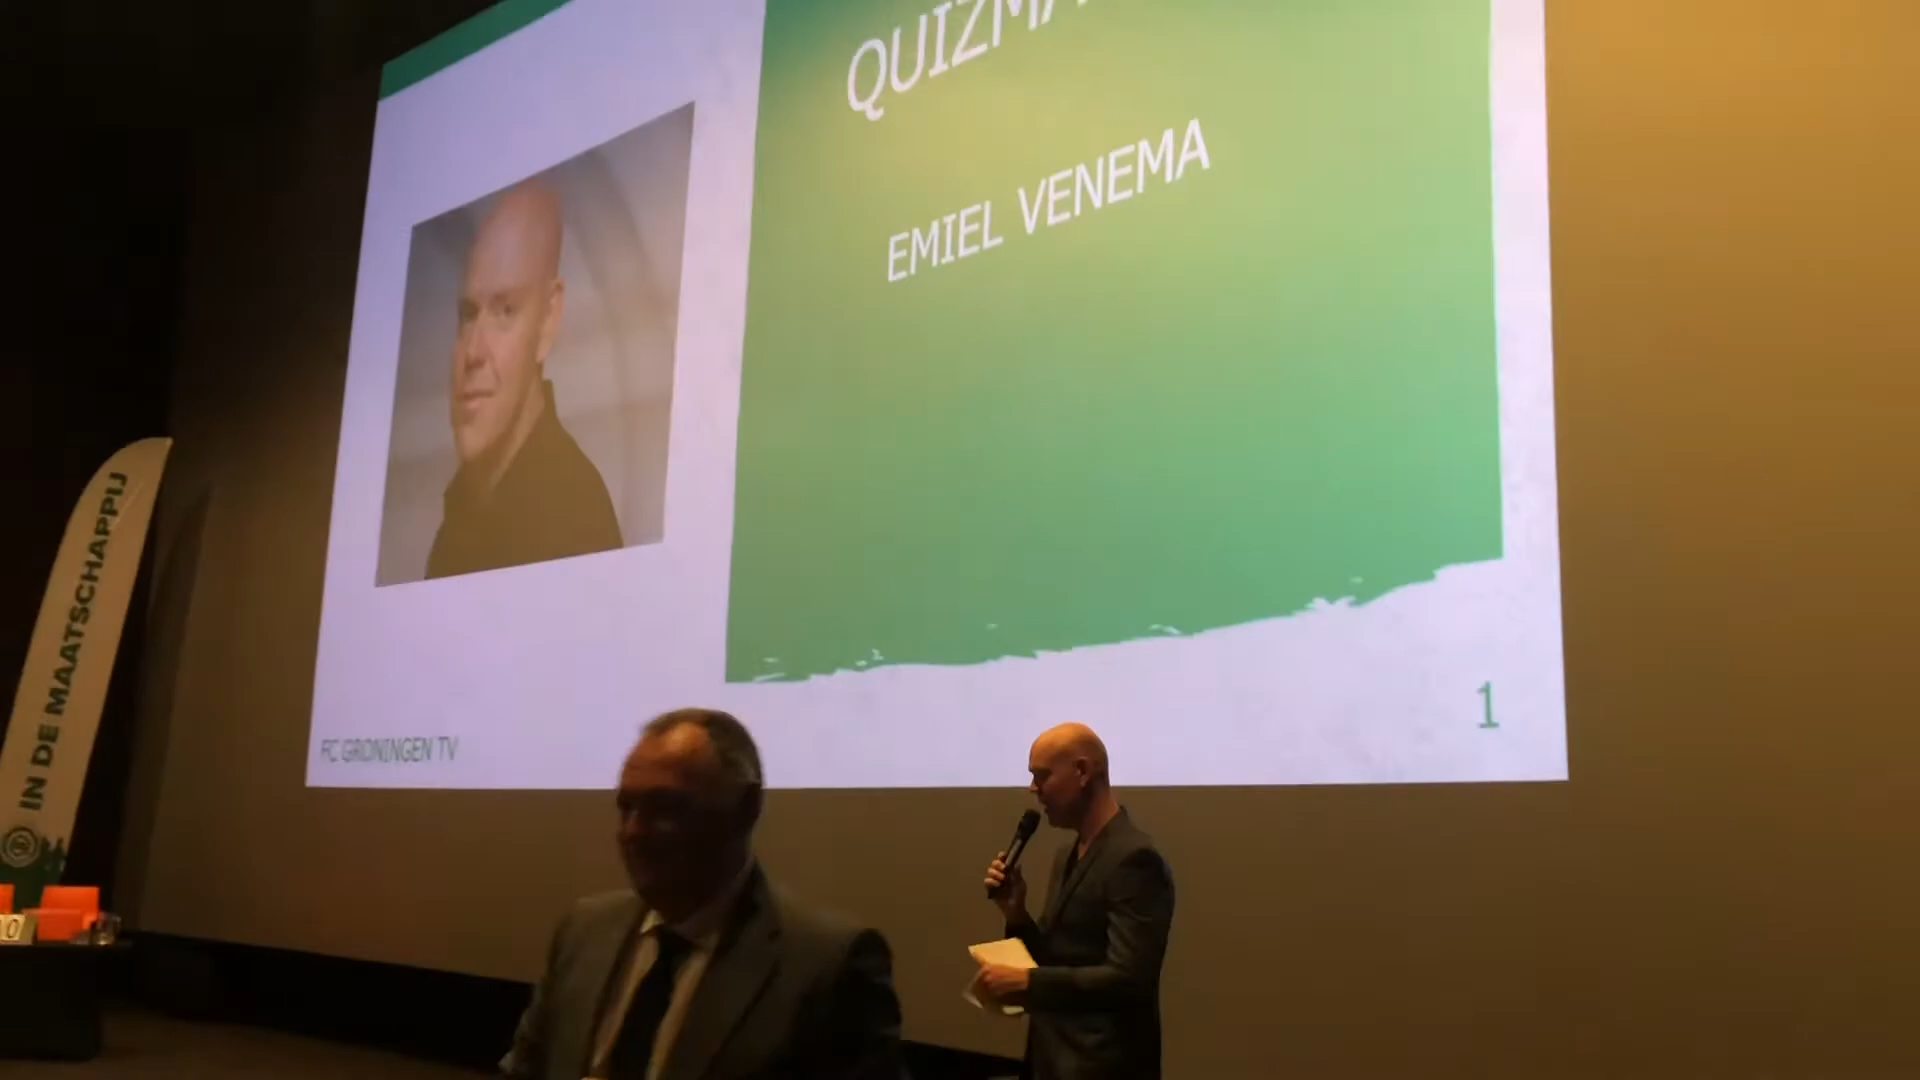 QUIZMA
EMIEL VENEMA
1
FC GRONINGEN TV
IN DE MAATSCHAPPIJ